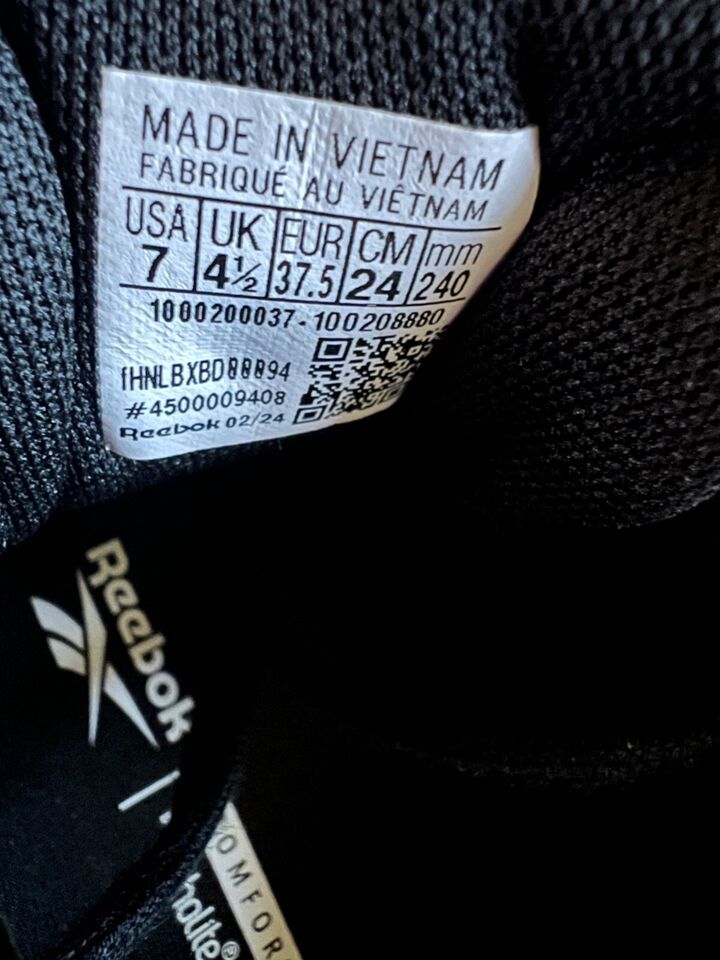 MADE IN VIETNAM
FABRIQUÉ AU VIÊTNAM
USA UK EUR CM mm
7 4½ 37.5 24 240
1000200037-100208880
#4500009408
Reebok 02/24
Reebok